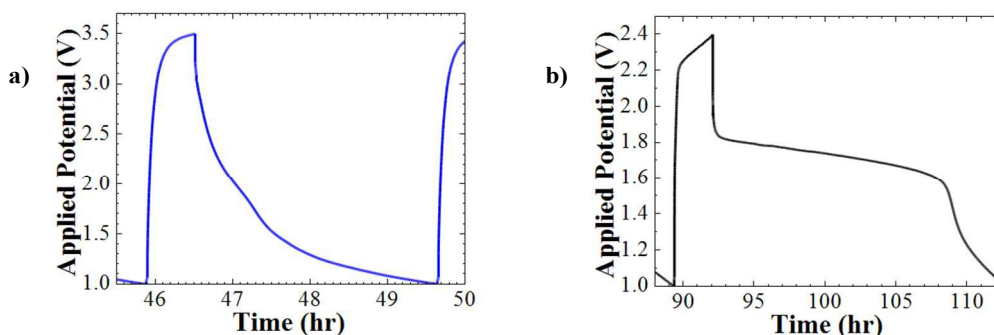 a)
Applied Potential (V)
3.5
3.0
2.5
2.0
1.5
1.0
46 47 48 49 50
Time (hr)
b)
Applied Potential (V)
2.4
2.2
2.0
1.8
1.6
1.4
1.2
1.0
90 95 100 105 110
Time (hr)